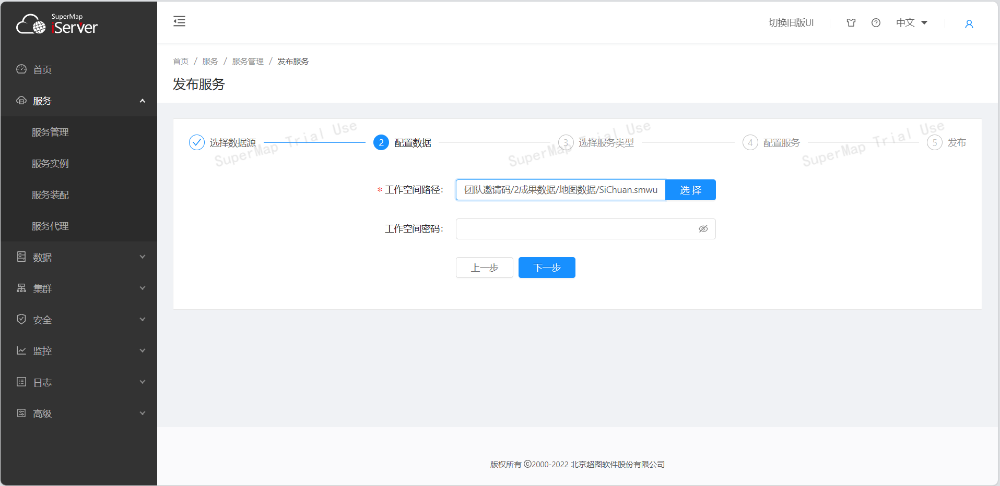 SuperMap
iServer
切换旧版UI
中文
首页
服务
服务管理
服务实例
服务装配
服务代理
数据
集群
安全
监控
日志
高级
首页 / 服务 / 服务管理 / 发布服务
发布服务
选择数据源
2 配置数据
3 选择服务类型
4 配置服务
5 发布
SuperMap Trial Use
SuperMap Trial Use
SuperMap Trial Use
* 工作空间路径:
团队邀请码/2成果数据/地图数据/SiChuan.smwu
选 择
工作空间密码:
上一步
下一步
版权所有 ©2000-2022 北京超图软件股份有限公司